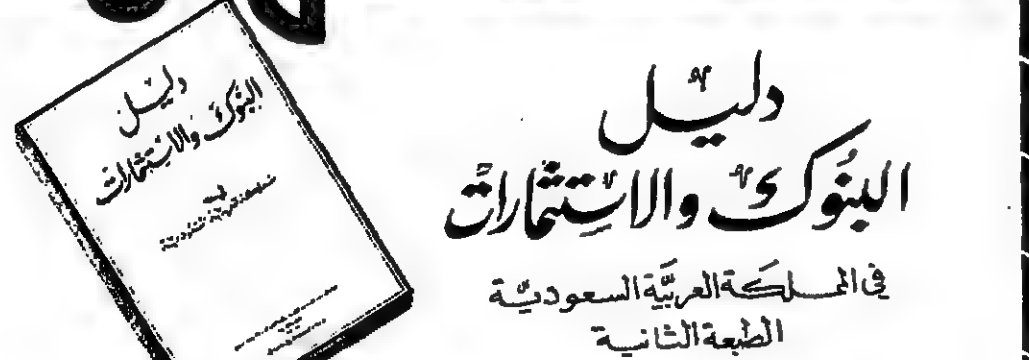 دليل
البنوك والاستثمارات
في المملكة العربية السعودية
الطبعة الثانية
دليل
البنوك والاستثمارات